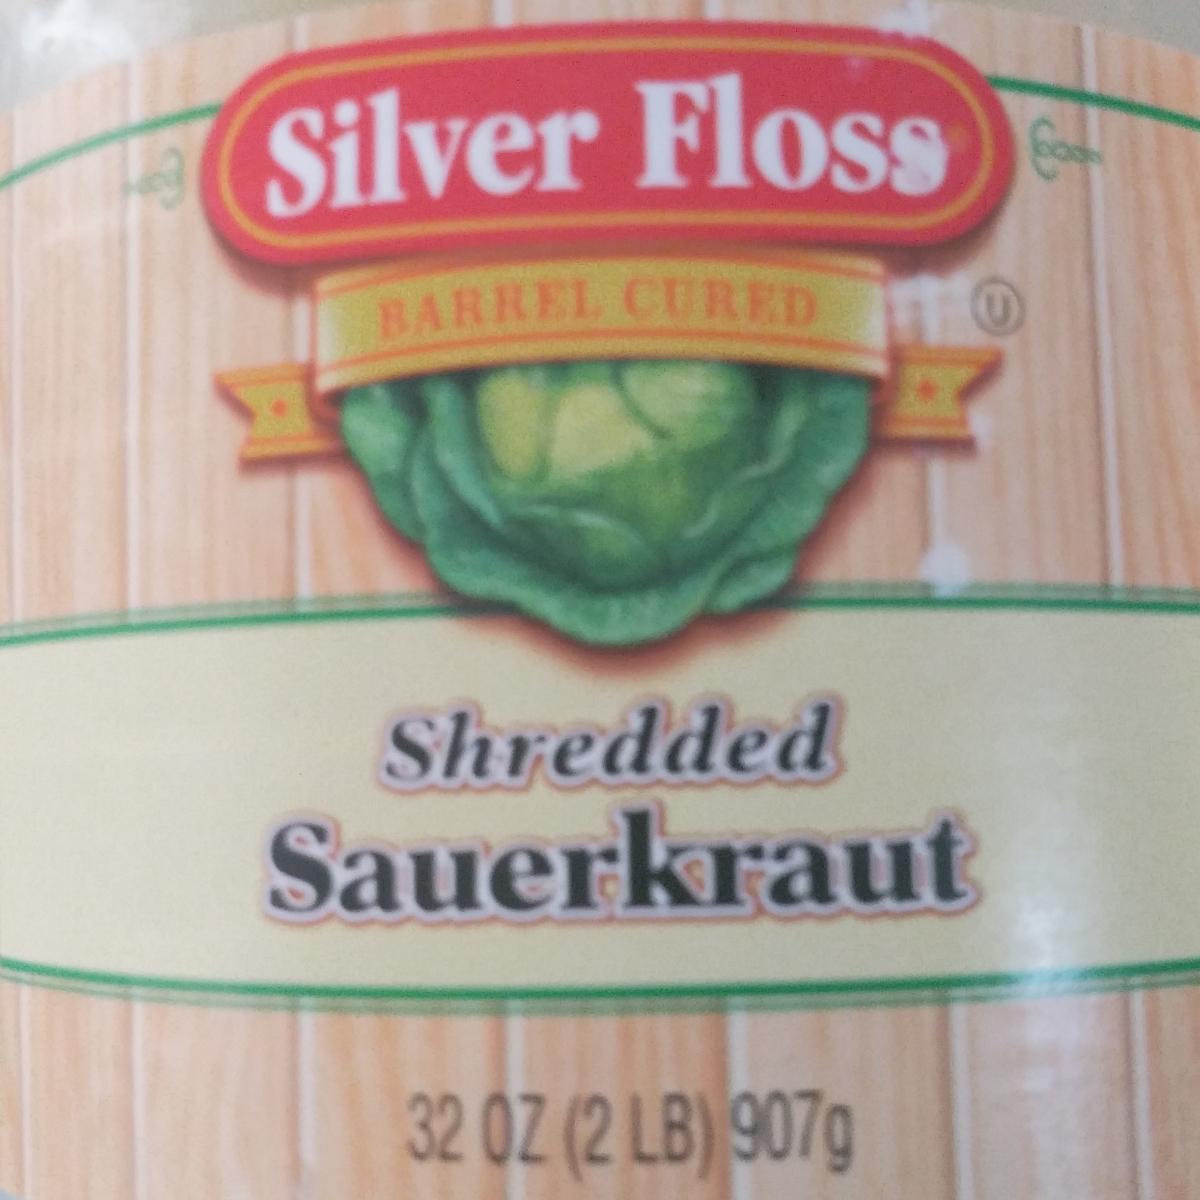 Silver Floss
BARREL CURED
U
Shredded
Sauerkraut
32 OZ (2 LB) 907g